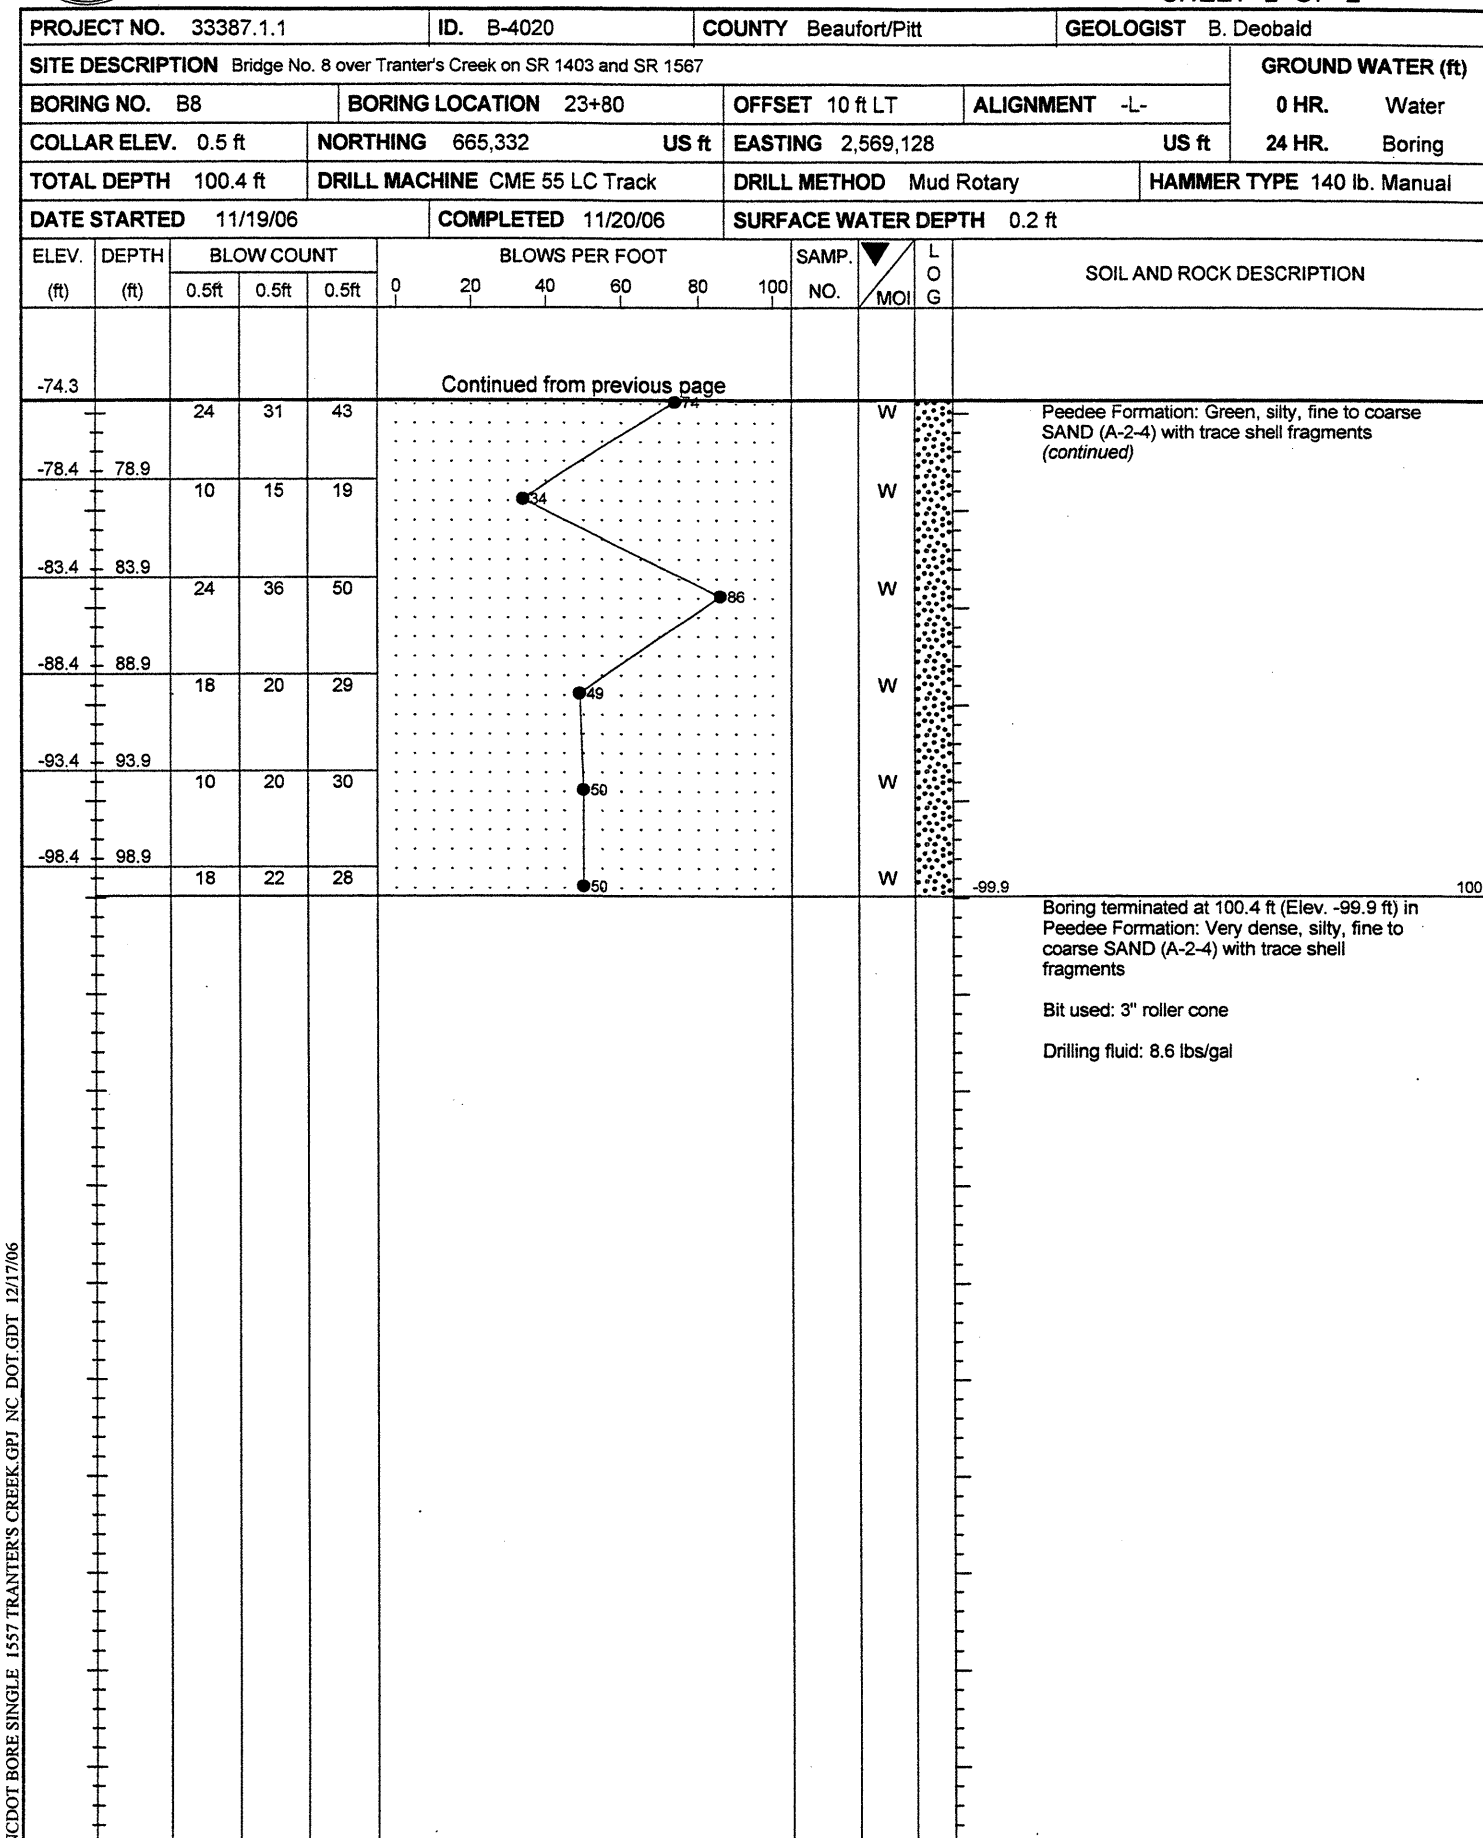 PROJECT NO. 33387.1.1 ID. B-4020 COUNTY Beaufort/Pitt GEOLOGIST B. Deobald
SITE DESCRIPTION Bridge No. 8 over Tranter's Creek on SR 1403 and SR 1567 GROUND WATER (ft)
BORING NO. B8 BORING LOCATION 23+80 OFFSET 10 ft LT ALIGNMENT -L- 0 HR. Water
COLLAR ELEV. 0.5 ft NORTHING 665,332 US ft EASTING 2,569,128 US ft 24 HR. Boring
TOTAL DEPTH 100.4 ft DRILL MACHINE CME 55 LC Track DRILL METHOD Mud Rotary HAMMER TYPE 140 lb. Manual
DATE STARTED 11/19/06 COMPLETED 11/20/06 SURFACE WATER DEPTH 0.2 ft
ELEV. DEPTH BLOW COUNT BLOWS PER FOOT SAMP. L
O SOIL AND ROCK DESCRIPTION
(ft) (ft) 0.5ft 0.5ft 0.5ft 0 20 40 60 80 100 NO. MOI G
-74.3 Continued from previous page
74
24 31 43 W Peedee Formation: Green, silty, fine to coarse
SAND (A-2-4) with trace shell fragments
(continued)
-78.4 78.9
10 15 19 34 W
-83.4 83.9
24 36 50 86 W
-88.4 88.9
18 20 29 49 W
-93.4 93.9
10 20 30 50 W
-98.4 98.9
18 22 28 50 W -99.9 100
Boring terminated at 100.4 ft (Elev. -99.9 ft) in
Peedee Formation: Very dense, silty, fine to
coarse SAND (A-2-4) with trace shell
fragments
Bit used: 3" roller cone
Drilling fluid: 8.6 lbs/gal
BORE SINGLE 1557 TRANTER'S CREEK.GPJ NC_DOT.GDT 12/17/06